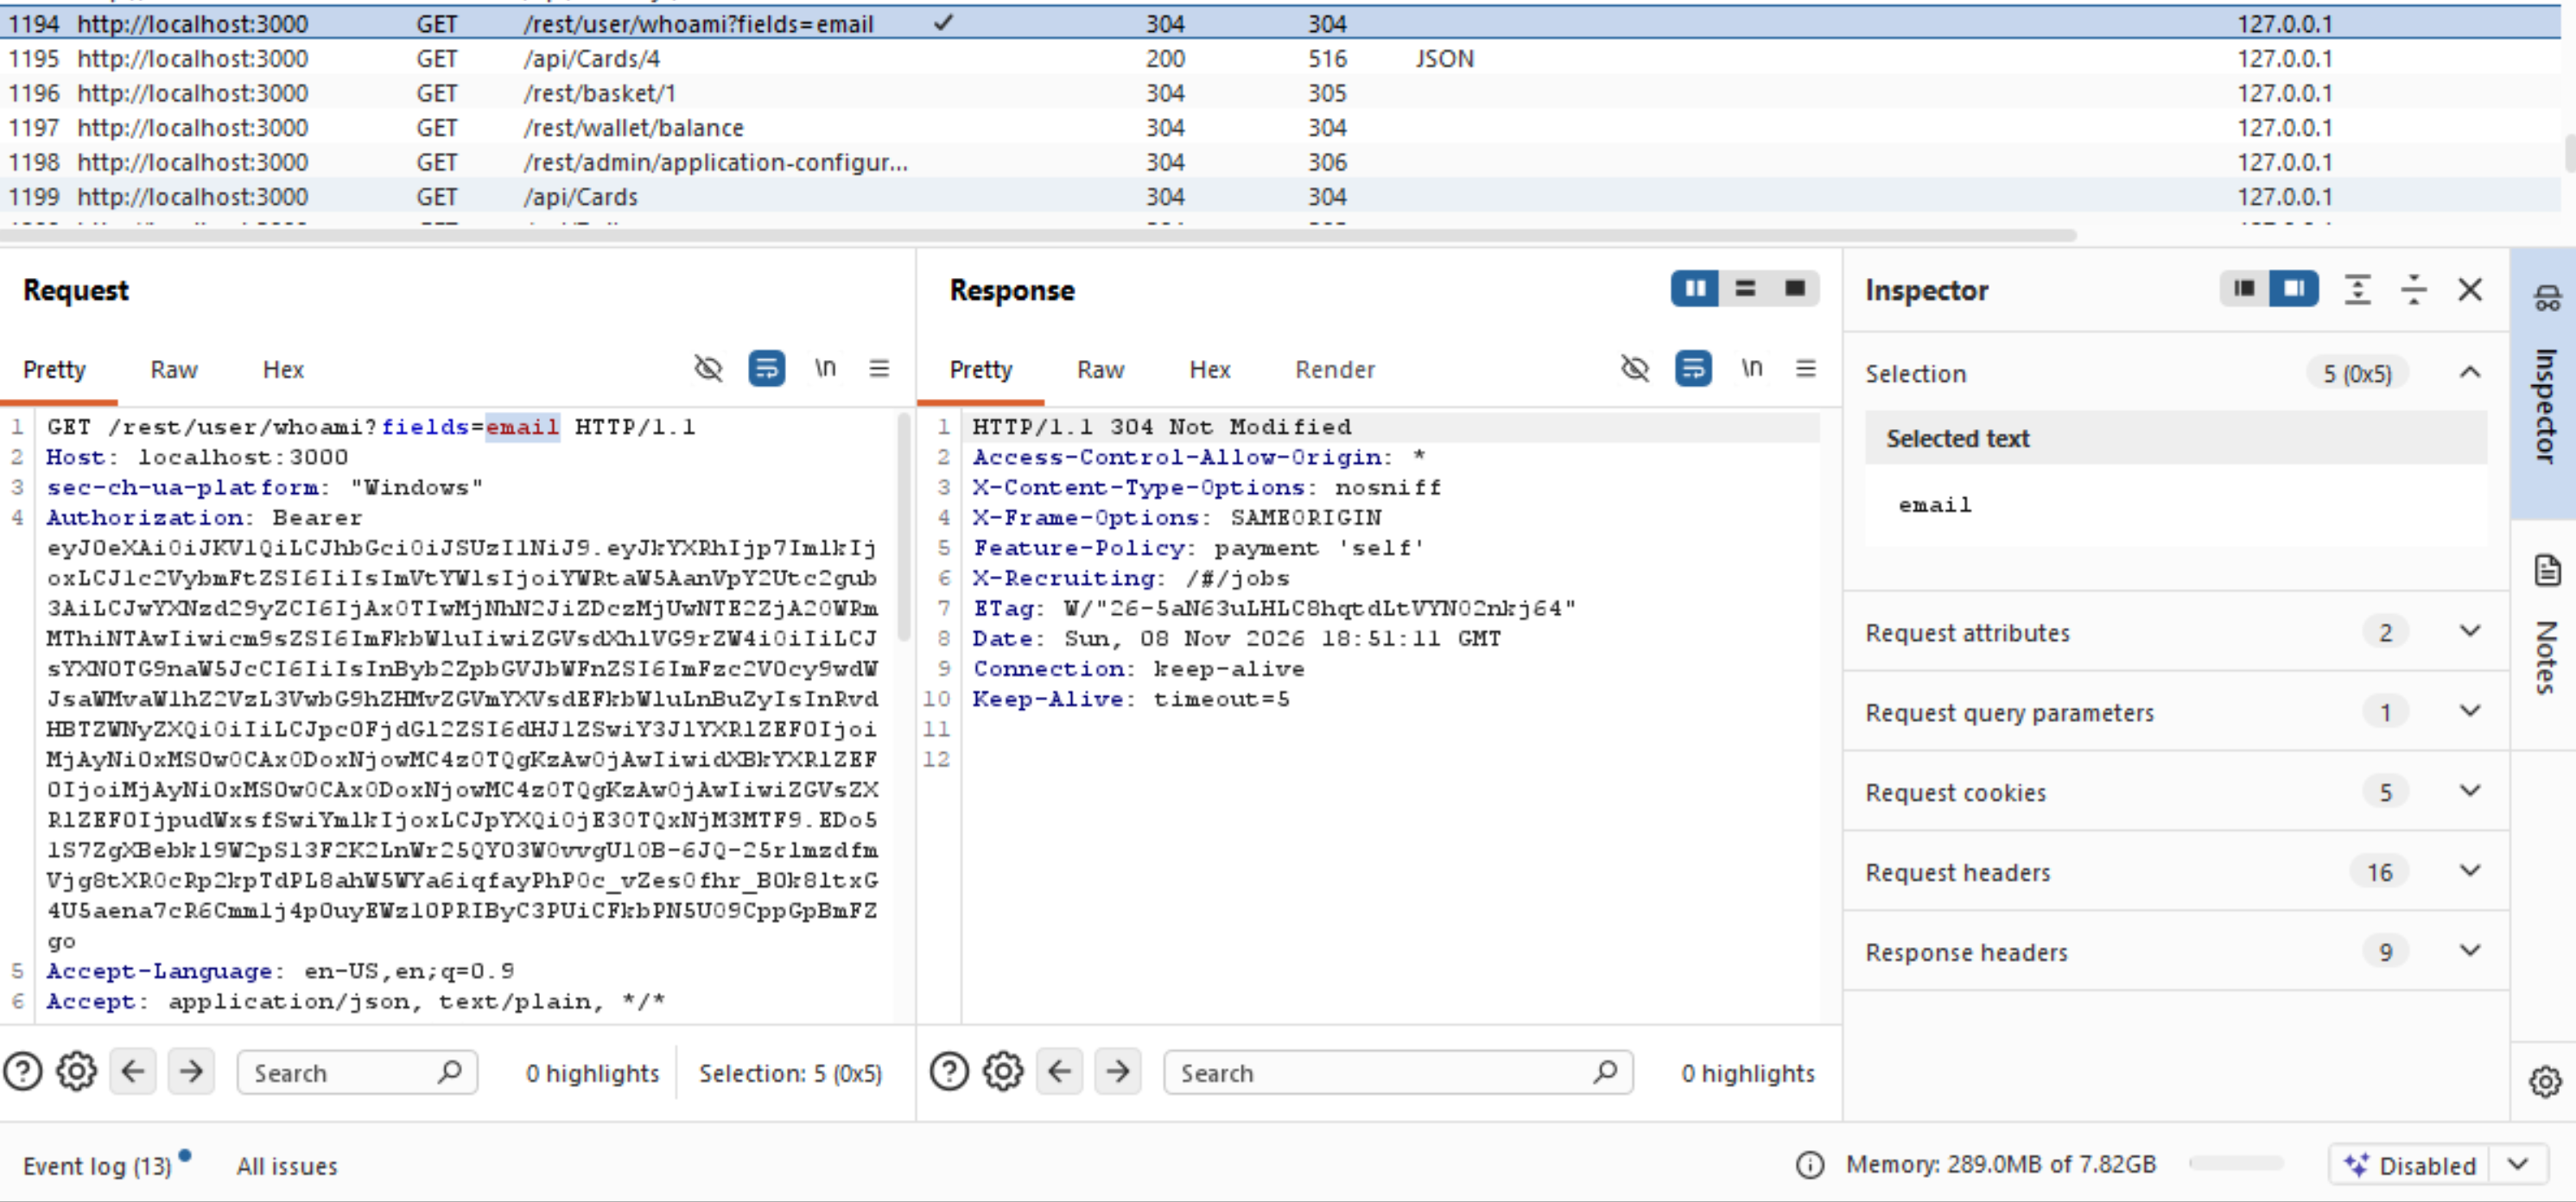 1194 http://localhost:3000 GET /rest/user/whoami?fields=email ✓ 304 304 127.0.0.1
1195 http://localhost:3000 GET /api/Cards/4 200 516 JSON 127.0.0.1
1196 http://localhost:3000 GET /rest/basket/1 304 305 127.0.0.1
1197 http://localhost:3000 GET /rest/wallet/balance 304 304 127.0.0.1
1198 http://localhost:3000 GET /rest/admin/application-configur... 304 306 127.0.0.1
1199 http://localhost:3000 GET /api/Cards 304 304 127.0.0.1
Request
Pretty Raw Hex \n
1 GET /rest/user/whoami?fields=email HTTP/1.1
2 Host: localhost:3000
3 sec-ch-ua-platform: "Windows"
4 Authorization: Bearer
eyJ0eXAiOiJKV1QiLCJhbGciOiJSUzI1NiJ9.eyJkYXRhIjp7ImlkIj
oxLCJ1c2VybmFtZSI6IiIsImVtYWlsIjoiYWRtaW5AanVpY2Utc2gub
3AiLCJwYXNzd29yZCI6IjAxOTIwMjNhN2JiZDczMjUwNTE2ZjA2OWRm
MThiNTAwIiwicm9sZSI6ImFkbWluIiwiZGVsdXhlVG9rZW4iOiIiLCJ
sYXN0TG9naW5JcCI6IiIsInByb2ZpbGVJbWFnZSI6ImFzc2V0cy9wdW
JsaWMvaW1hZ2VzL3VwbG9hZHMvZGVmYXVsdEFkbWluLnBuZyIsInRvd
HBTZWNyZXQiOiIiLCJpc0FjdGl2ZSI6dHJ1ZSwiY3JlYXRlZEF0Ijoi
MjAyNi0xMS0wOCAxODoxNjowMC4zOTQgKzAwOjAwIiwidXBkYXRlZEF
0IjoiMjAyNi0xMS0wOCAxODoxNjowMC4zOTQgKzAwOjAwIiwiZGVsZX
RlZEF0IjpudWxsfSwiYmlkIjoxLCJpYXQiOjE3OTQxNjM3MTF9.EDo5
go
5 Accept-Language: en-US,en;q=0.9
6 Accept: application/json, text/plain, */*
Search 0 highlights Selection: 5 (0x5)
Response
Pretty Raw Hex Render \n
1 HTTP/1.1 304 Not Modified
2 Access-Control-Allow-Origin: *
3 X-Content-Type-Options: nosniff
4 X-Frame-Options: SAMEORIGIN
5 Feature-Policy: payment 'self'
6 X-Recruiting: /#/jobs
7 ETag:
8 Date: Sun, 08 Nov 2026 18:51:11 GMT
9 Connection: keep-alive
10 Keep-Alive: timeout=5
11
12
Search 0 highlights
Inspector
Selection 5 (0x5)
Selected text
email
Request attributes 2
Request query parameters 1
Request cookies 5
Request headers 16
Response headers 9
Inspector
Notes
Event log (13) All issues Memory: 289.0MB of 7.82GB Disabled